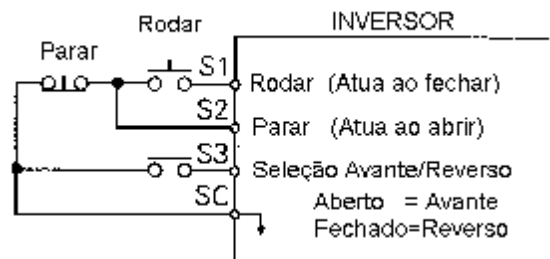 Rodar
INVERSOR
Parar
S1
Rodar (Atua ao fechar)
S2
Parar (Atua ao abrir)
S3
Seleção Avante/Reverso
SC
Aberto = Avante
Fechado=Reverso